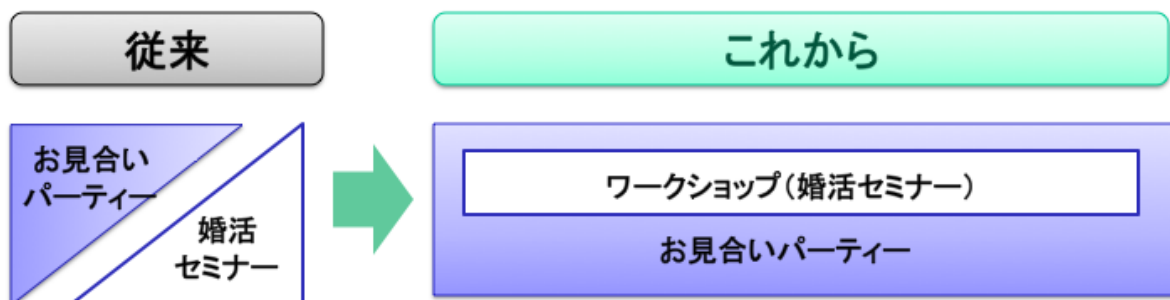 従来
これから
お見合い
パーティー
婚活
セミナー
ワークショップ（婚活セミナー）
お見合いパーティー